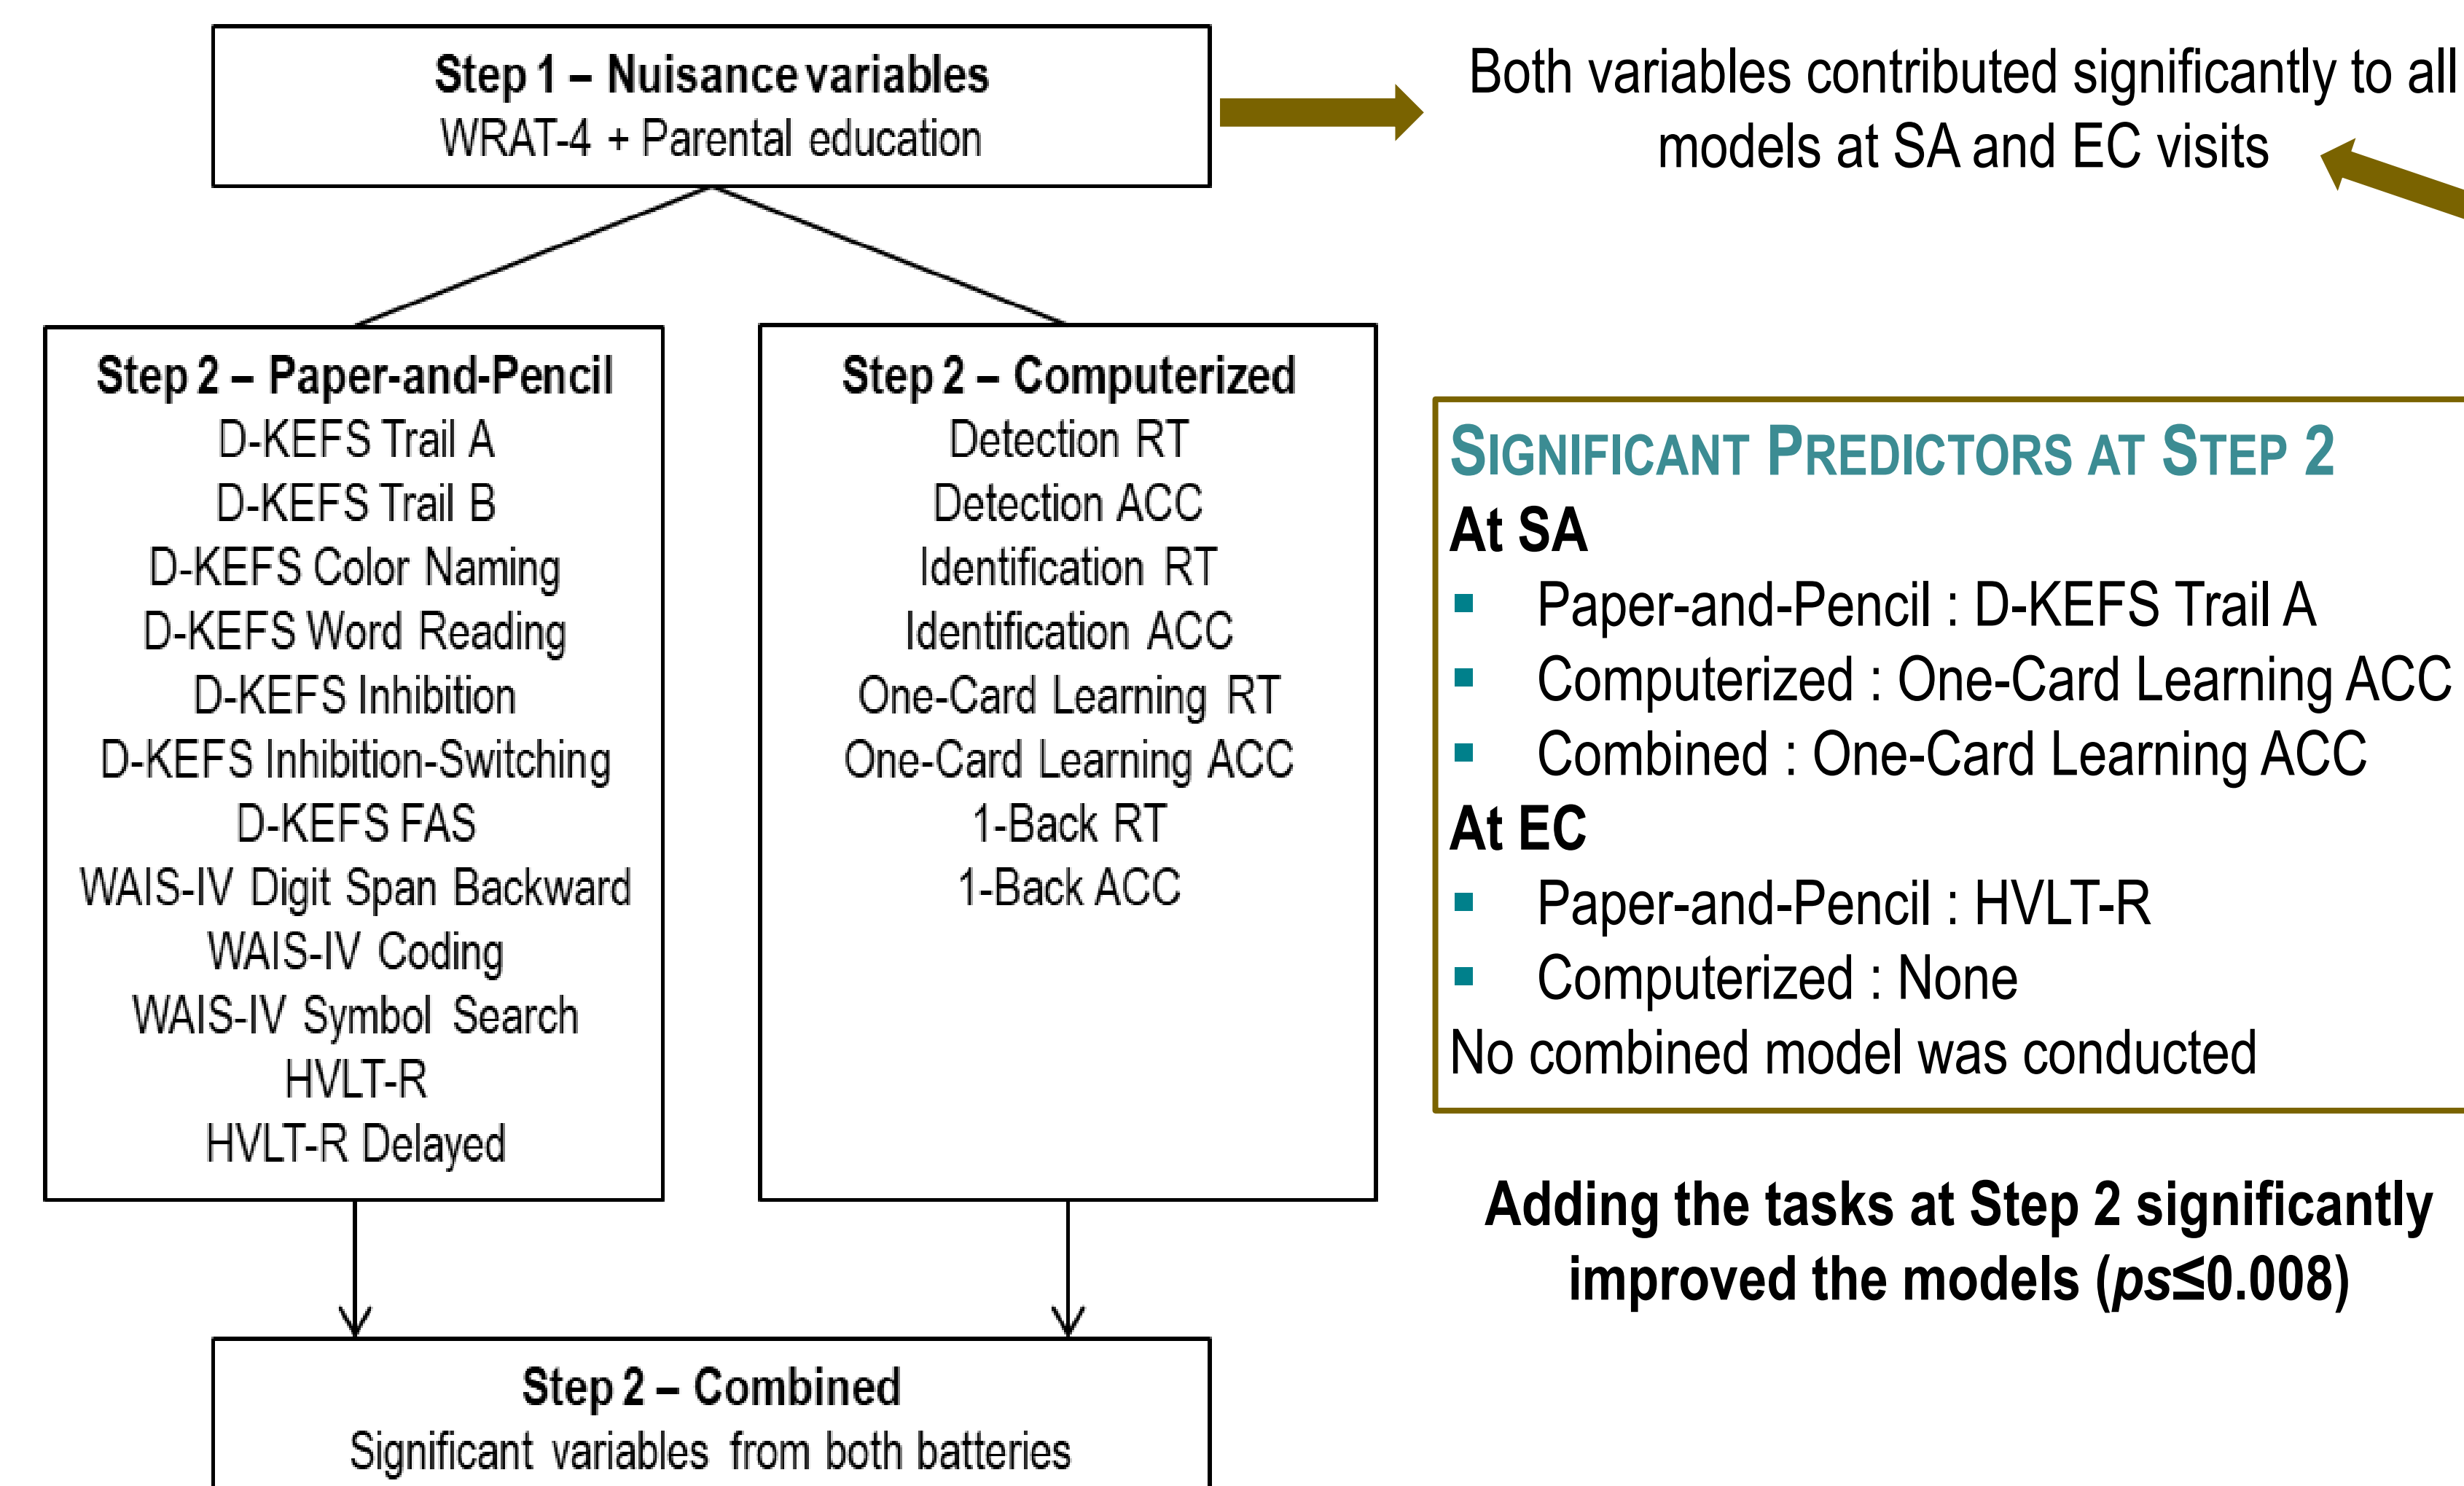 Step 1 – Nuisance variables
WRAT-4 + Parental education
Both variables contributed significantly to all
models at SA and EC visits
Step 2 – Paper-and-Pencil
D-KEFS Trail A
D-KEFS Trail B
D-KEFS Color Naming
D-KEFS Word Reading
D-KEFS Inhibition
D-KEFS Inhibition-Switching
D-KEFS FAS
WAIS-IV Digit Span Backward
WAIS-IV Coding
WAIS-IV Symbol Search
HVLT-R
HVLT-R Delayed
Step 2 – Computerized
Detection RT
Detection ACC
Identification RT
Identification ACC
One-Card Learning RT
One-Card Learning ACC
1-Back RT
1-Back ACC
SIGNIFICANT PREDICTORS AT STEP 2
At SA
▪ Paper-and-Pencil : D-KEFS Trail A
▪ Computerized : One-Card Learning ACC
▪ Combined : One-Card Learning ACC
At EC
▪ Paper-and-Pencil : HVLT-R
▪ Computerized : None
No combined model was conducted
Adding the tasks at Step 2 significantly
improved the models (ps≤0.008)
Step 2 – Combined
Significant variables from both batteries